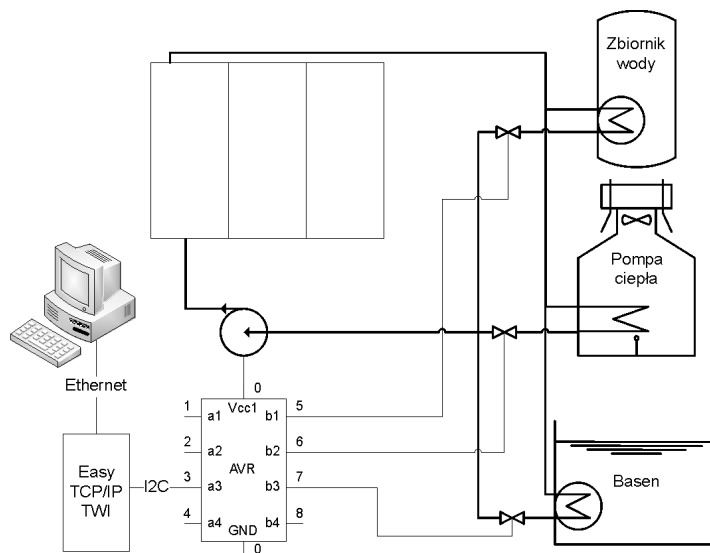 Zbiornik
wody
Pompa
ciepła
Ethernet
0
Vcc1
1 a1 b1 5
2 a2 b2 6
AVR
Easy
TCP/IP
TWI
I2C
3 a3 b3 7
4 a4 b4 8
GND
0
Basen